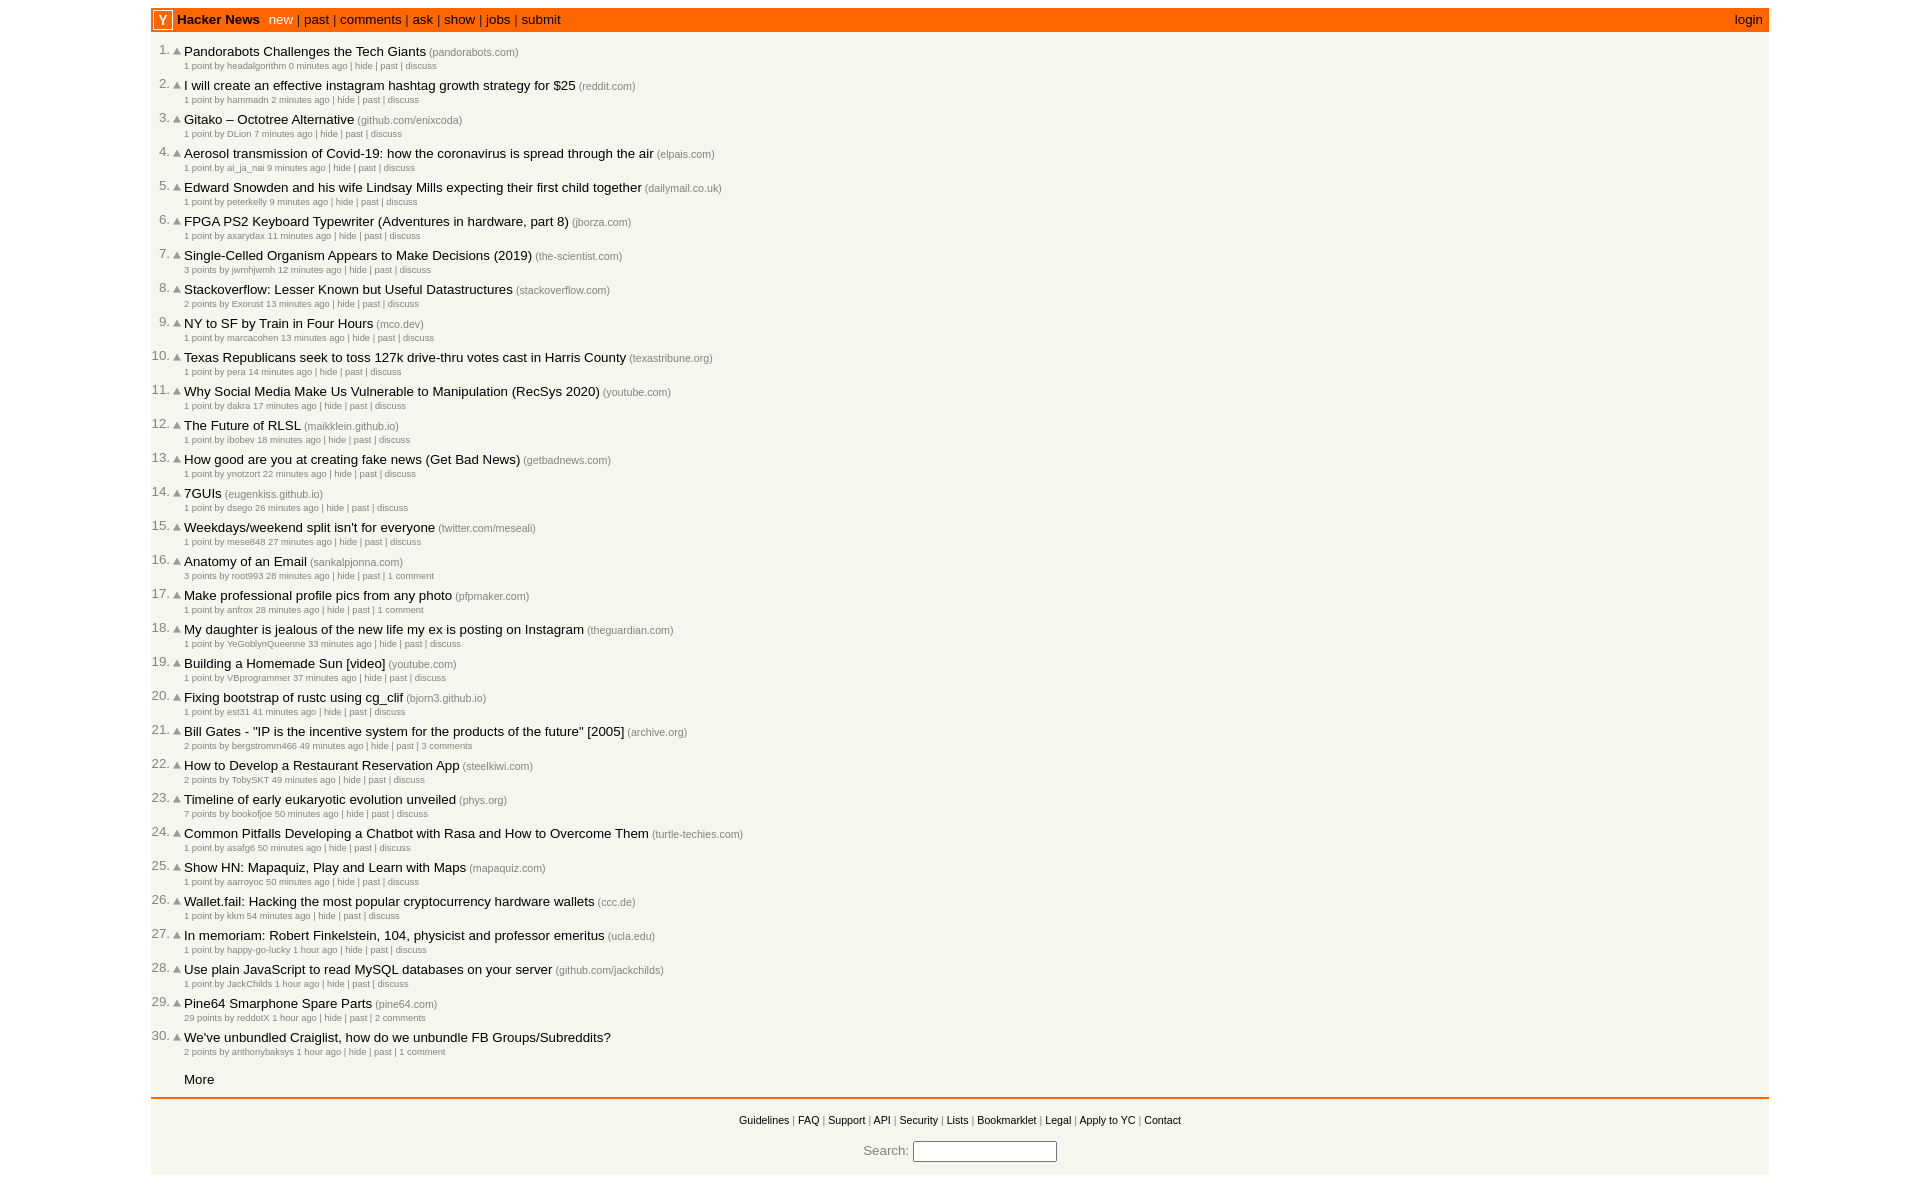 Y Hacker News new | past | comments | ask | show | jobs | submit login
1. Pandorabots Challenges the Tech Giants (pandorabots.com)
1 point by headalgorithm 0 minutes ago | hide | past | discuss
2. I will create an effective instagram hashtag growth strategy for $25 (reddit.com)
1 point by hammadn 2 minutes ago | hide | past | discuss
3. Gitako – Octotree Alternative (github.com/enixcoda)
1 point by DLion 7 minutes ago | hide | past | discuss
4. Aerosol transmission of Covid-19: how the coronavirus is spread through the air (elpais.com)
1 point by ai_ja_nai 9 minutes ago | hide | past | discuss
5. Edward Snowden and his wife Lindsay Mills expecting their first child together (dailymail.co.uk)
1 point by peterkelly 9 minutes ago | hide | past | discuss
6. FPGA PS2 Keyboard Typewriter (Adventures in hardware, part 8) (jborza.com)
1 point by axarydax 11 minutes ago | hide | past | discuss
7. Single-Celled Organism Appears to Make Decisions (2019) (the-scientist.com)
3 points by jwmhjwmh 12 minutes ago | hide | past | discuss
8. Stackoverflow: Lesser Known but Useful Datastructures (stackoverflow.com)
2 points by Exorust 13 minutes ago | hide | past | discuss
9. NY to SF by Train in Four Hours (mco.dev)
1 point by marcacohen 13 minutes ago | hide | past | discuss
10. Texas Republicans seek to toss 127k drive-thru votes cast in Harris County (texastribune.org)
1 point by pera 14 minutes ago | hide | past | discuss
11. Why Social Media Make Us Vulnerable to Manipulation (RecSys 2020) (youtube.com)
1 point by dakra 17 minutes ago | hide | past | discuss
12. The Future of RLSL (maikklein.github.io)
1 point by ibobev 18 minutes ago | hide | past | discuss
13. How good are you at creating fake news (Get Bad News) (getbadnews.com)
1 point by ynotzort 22 minutes ago | hide | past | discuss
14. 7GUIs (eugenkiss.github.io)
1 point by dsego 26 minutes ago | hide | past | discuss
15. Weekdays/weekend split isn't for everyone (twitter.com/meseali)
1 point by mese848 27 minutes ago | hide | past | discuss
16. Anatomy of an Email (sankalpjonna.com)
3 points by root993 28 minutes ago | hide | past | 1 comment
17. Make professional profile pics from any photo (pfpmaker.com)
1 point by anfrox 28 minutes ago | hide | past | 1 comment
18. My daughter is jealous of the new life my ex is posting on Instagram (theguardian.com)
1 point by YeGoblynQueenne 33 minutes ago | hide | past | discuss
19. Building a Homemade Sun [video] (youtube.com)
1 point by VBprogrammer 37 minutes ago | hide | past | discuss
20. Fixing bootstrap of rustc using cg_clif (bjorn3.github.io)
1 point by est31 41 minutes ago | hide | past | discuss
21. Bill Gates - "IP is the incentive system for the products of the future" [2005] (archive.org)
2 points by bergstromm466 49 minutes ago | hide | past | 3 comments
22. How to Develop a Restaurant Reservation App (steelkiwi.com)
2 points by TobySKT 49 minutes ago | hide | past | discuss
23. Timeline of early eukaryotic evolution unveiled (phys.org)
7 points by bookofjoe 50 minutes ago | hide | past | discuss
24. Common Pitfalls Developing a Chatbot with Rasa and How to Overcome Them (turtle-techies.com)
1 point by asafg6 50 minutes ago | hide | past | discuss
25. Show HN: Mapaquiz, Play and Learn with Maps (mapaquiz.com)
1 point by aarroyoc 50 minutes ago | hide | past | discuss
26. Wallet.fail: Hacking the most popular cryptocurrency hardware wallets (ccc.de)
1 point by kkm 54 minutes ago | hide | past | discuss
27. In memoriam: Robert Finkelstein, 104, physicist and professor emeritus (ucla.edu)
1 point by happy-go-lucky 1 hour ago | hide | past | discuss
28. Use plain JavaScript to read MySQL databases on your server (github.com/jackchilds)
1 point by JackChilds 1 hour ago | hide | past | discuss
29. Pine64 Smarphone Spare Parts (pine64.com)
29 points by reddotX 1 hour ago | hide | past | 2 comments
30. We've unbundled Craiglist, how do we unbundle FB Groups/Subreddits?
2 points by anthonybaksys 1 hour ago | hide | past | 1 comment
More
Guidelines | FAQ | Support | API | Security | Lists | Bookmarklet | Legal | Apply to YC | Contact
Search: